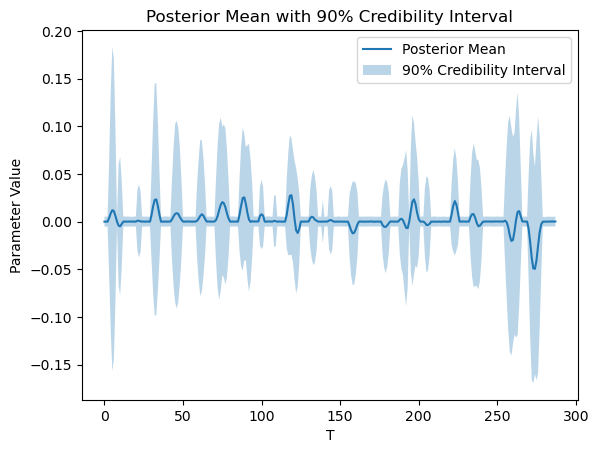 Posterior Mean with 90% Credibility Interval
Posterior Mean
90% Credibility Interval
Parameter Value
0.20
0.15
0.10
0.05
0.00
−0.05
−0.10
−0.15
0 50 100 150 200 250 300
T